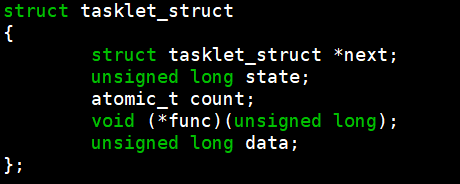 struct tasklet_struct
{
        struct tasklet_struct *next;
        unsigned long state;
        atomic_t count;
        void (*func)(unsigned long);
        unsigned long data;
};